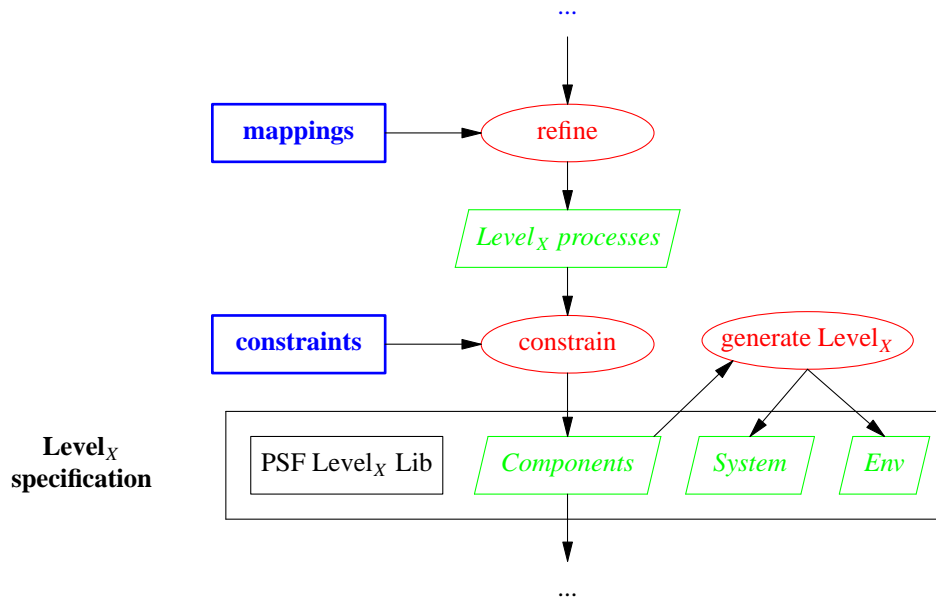 ...
mappings
refine
Level_X processes
constraints
constrain
generate Level_X
Level_X
specification
PSF Level_X Lib
Components
System
Env
...